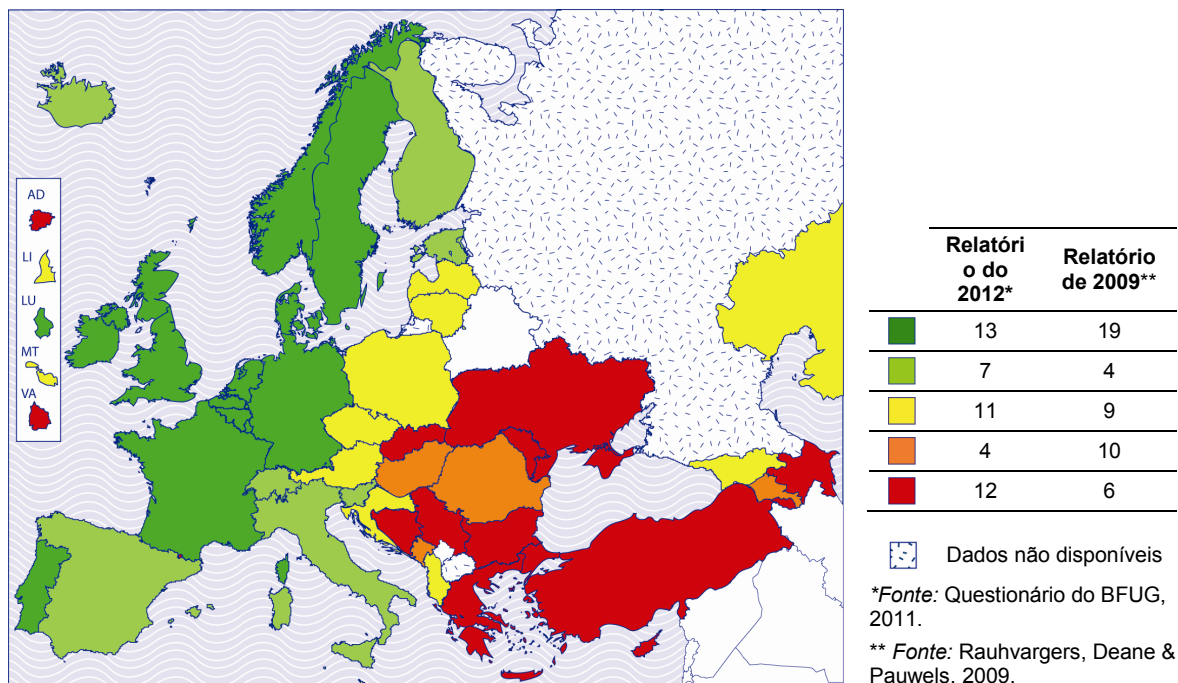 AD
LI
LU
MT
VA
Relatóri Relatório
o do de 2009**
2012*
13 19
7 4
11 9
4 10
12 6
Dados não disponíveis
*Fonte: Questionário do BFUG,
2011.
** Fonte: Rauhvargers, Deane &
Pauwels, 2009.